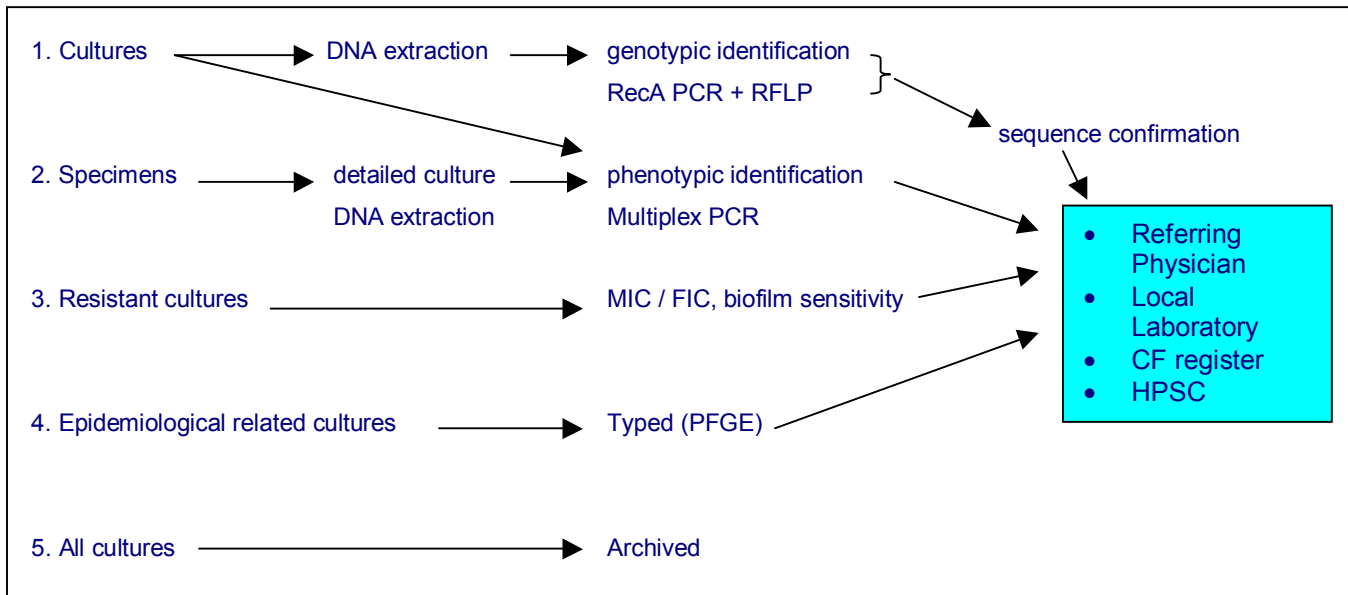 1. Cultures DNA extraction genotypic identification
RecA PCR + RFLP
sequence confirmation
2. Specimens detailed culture phenotypic identification
DNA extraction Multiplex PCR
3. Resistant cultures MIC / FIC, biofilm sensitivity
4. Epidemiological related cultures Typed (PFGE)
5. All cultures Archived
• Referring
Physician
• Local
Laboratory
• CF register
• HPSC